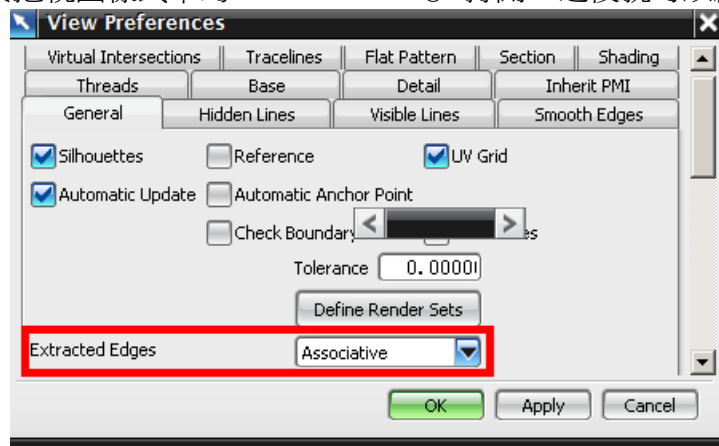 View Preferences
Virtual Intersections Tracelines Flat Pattern Section Shading
Threads Base Detail Inherit PMI
General Hidden Lines Visible Lines Smooth Edges
Silhouettes Reference UV Grid
Automatic Update Automatic Anchor Point
Check Boundary es
Tolerance 0.0000
Define Render Sets
Extracted Edges Associative
OK Apply Cancel